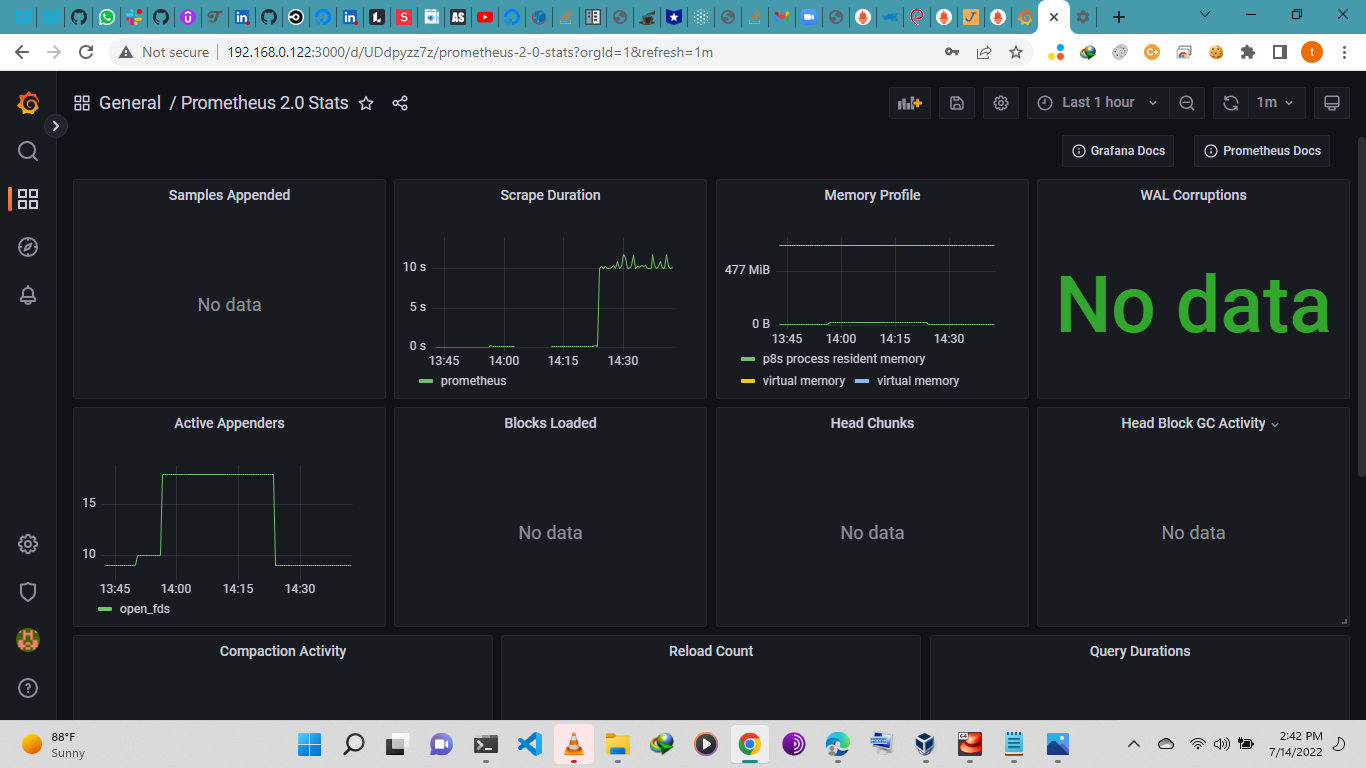 Not secure
192.168.0.122:3000/d/UDdpyzz7z/prometheus-2-0-stats?orgId=1&refresh=1m
t
General / Prometheus 2.0 Stats
Last 1 hour
1m
Grafana Docs
Prometheus Docs
Samples Appended
No data
Scrape Duration
10 s
5 s
0 s
13:45 14:00 14:15 14:30
prometheus
Memory Profile
477 MiB
0 B
13:45 14:00 14:15 14:30
p8s process resident memory
virtual memory virtual memory
WAL Corruptions
No data
Active Appenders
15
10
13:45 14:00 14:15 14:30
open_fds
Blocks Loaded
No data
Head Chunks
No data
Head Block GC Activity
No data
Compaction Activity
Reload Count
Query Durations
88°F
Sunny
2:42 PM
7/14/2022